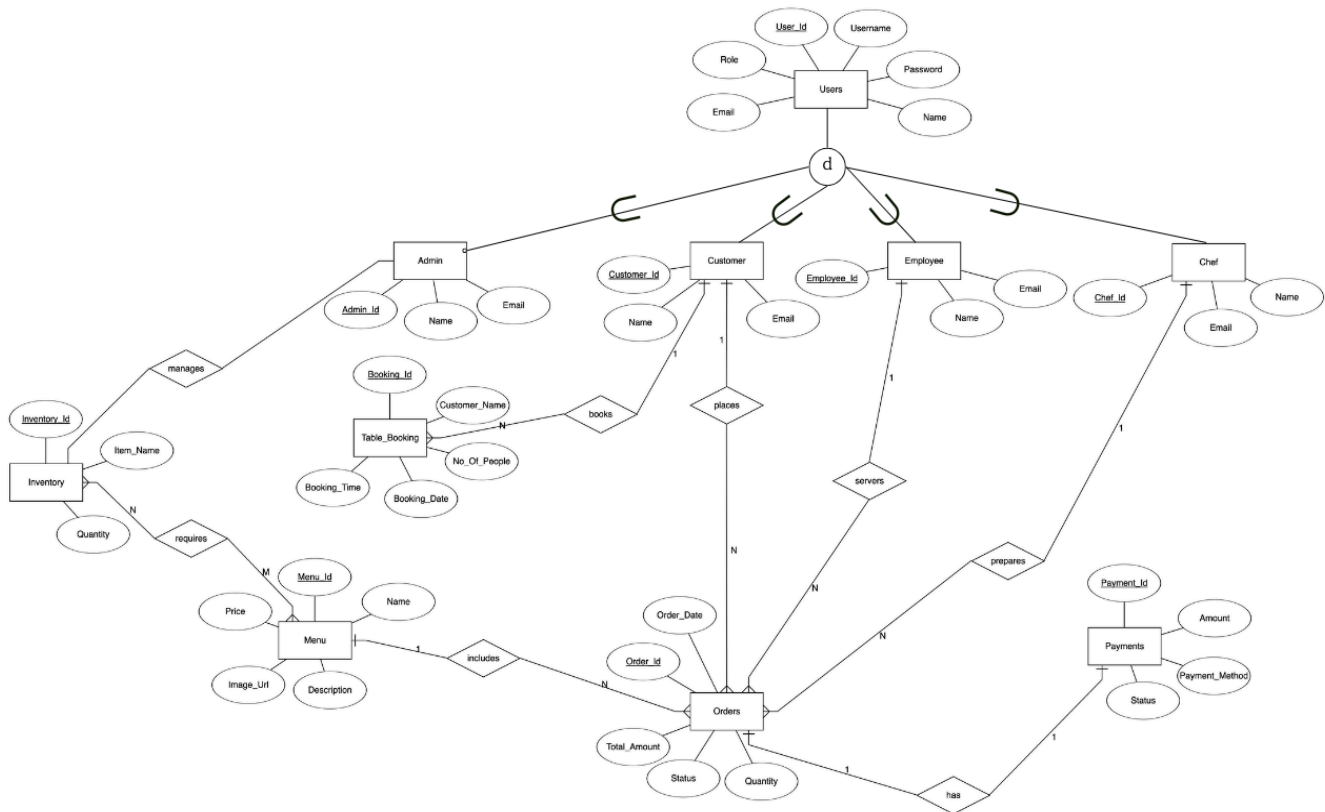 User_Id
Username
Role
Password
Users
Email
Name
d
Admin
Customer
Employee
Chef
Customer_Id
Employee_Id
Email
Chef_Id
Name
Admin_Id
Name
Email
Name
Email
Name
Email
manages
1
1
1
1
Booking_Id
Customer_Name
books
places
N
Table_Booking
Inventory_Id
Item_Name
No_Of_People
Booking_Time
Booking_Date
servers
Inventory
N
Quantity
requires
N
N
prepares
M
Menu_Id
Name
Price
Payment_Id
Order_Date
Amount
Menu
1
includes
N
Payments
Order_Id
Image_Url
Description
N
Payment_Method
Status
Orders
Total_Amount
1
1
Status
Quantity
has